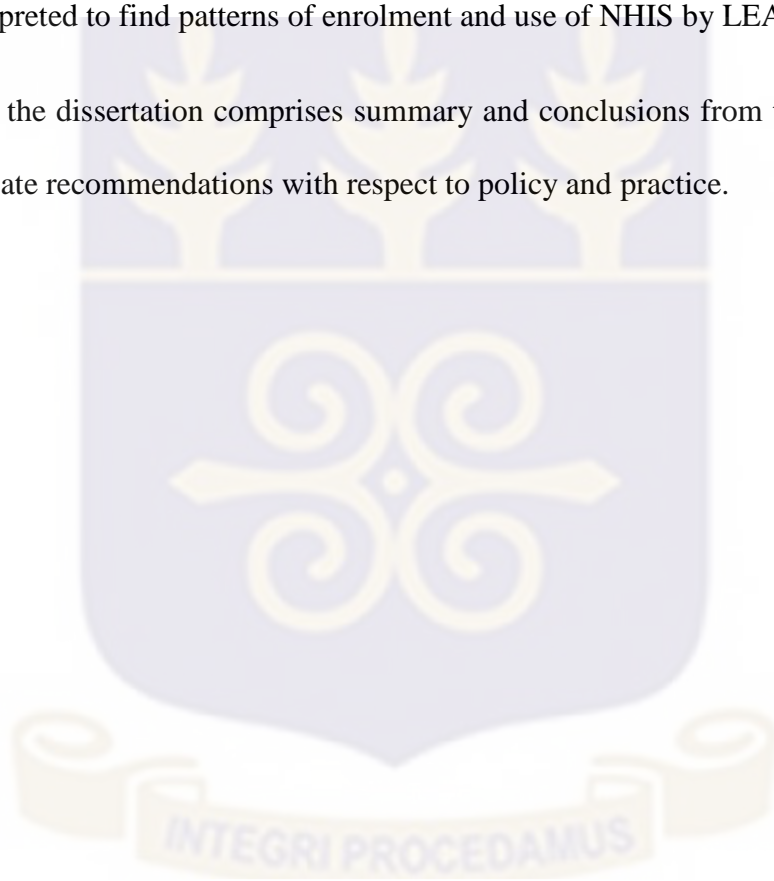 preted to find patterns of enrolment and use of NHIS by LEA
the dissertation comprises summary and conclusions from
ate recommendations with respect to policy and practice.
INTEGRI PROCEDAMUS